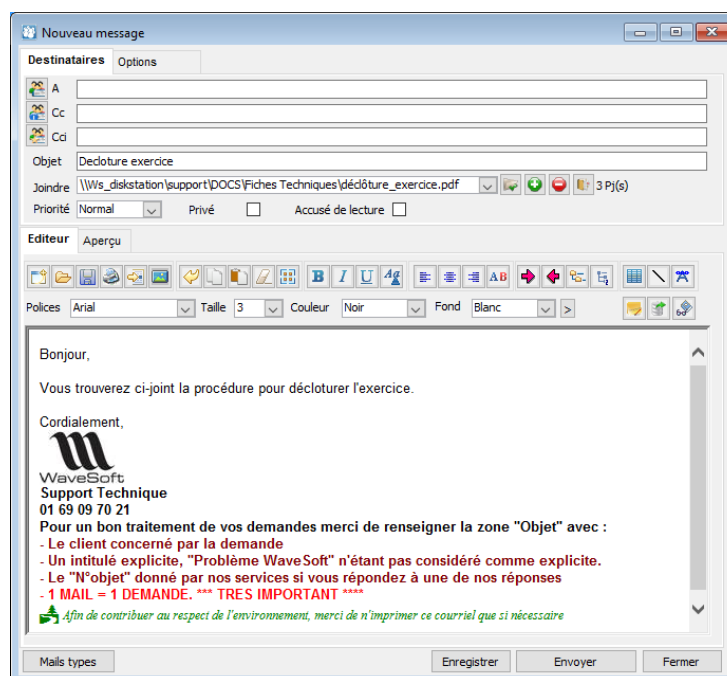 Nouveau message
Destinataires Options
A
Cc
Cci
Objet Decloture exercice
Joindre \\Ws_diskstation\support\DOCS\Fiches Techniques\déclôture_exercice.pdf 3 Pj(s)
Priorité Normal Privé Accusé de lecture
Editeur Aperçu
B I U Ag AB
Polices Arial Taille 3 Couleur Noir Fond Blanc >
Bonjour,
Vous trouverez ci-joint la procédure pour décloturer l'exercice.
Cordialement,
WaveSoft
Support Technique
01 69 09 70 21
Pour un bon traitement de vos demandes merci de renseigner la zone "Objet" avec :
- Le client concerné par la demande
- Un intitulé explicite, "Problème WaveSoft" n'étant pas considéré comme explicite.
- Le "N°objet" donné par nos services si vous répondez à une de nos réponses
- 1 MAIL = 1 DEMANDE. *** TRES IMPORTANT ****
Afin de contribuer au respect de l'environnement, merci de n'imprimer ce courriel que si nécessaire
Mails types Enregistrer Envoyer Fermer